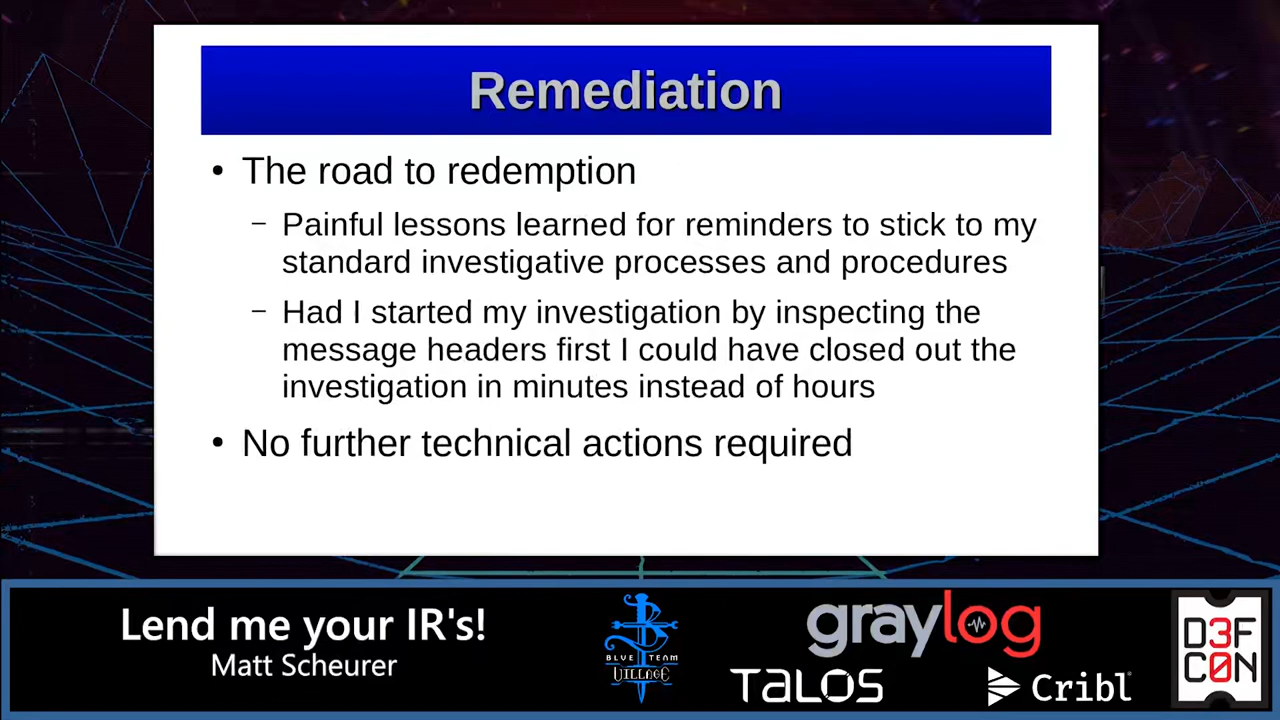 Remediation
• The road to redemption
– Painful lessons learned for reminders to stick to my
standard investigative processes and procedures
– Had I started my investigation by inspecting the
message headers first I could have closed out the
investigation in minutes instead of hours
• No further technical actions required
Lend me your IR's!
Matt Scheurer
BLUE TEAM
VILLAGE
graylog
TALOS
Cribl
D3F
C0N